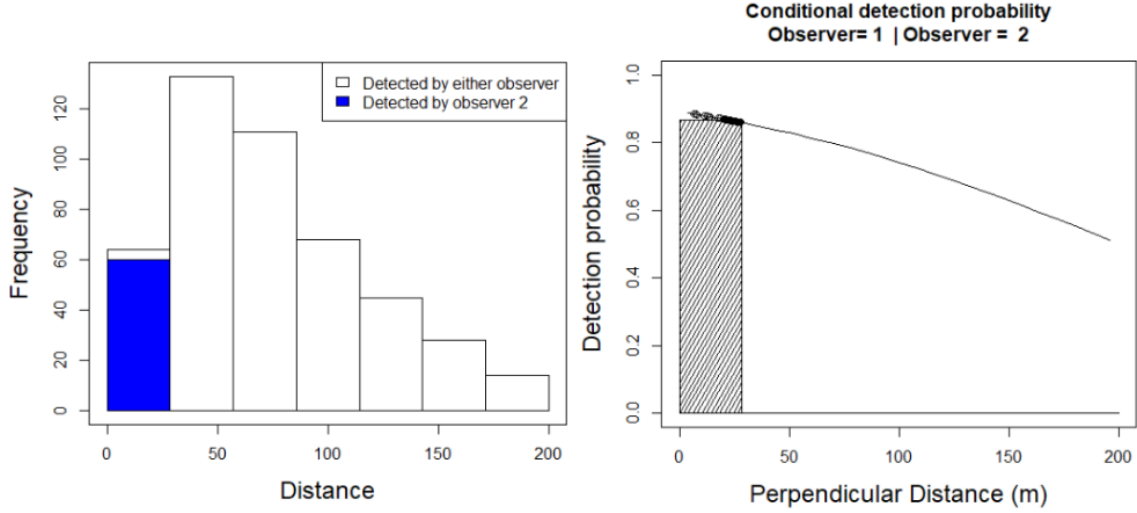 Detected by either observer
Detected by observer 2
Frequency
0
20
40
60
80
100
120
0
50
100
150
200
Distance
Conditional detection probability
Observer= 1 | Observer = 2
Detection probability
0.0
0.2
0.4
0.6
0.8
1.0
0
50
100
150
200
Perpendicular Distance (m)